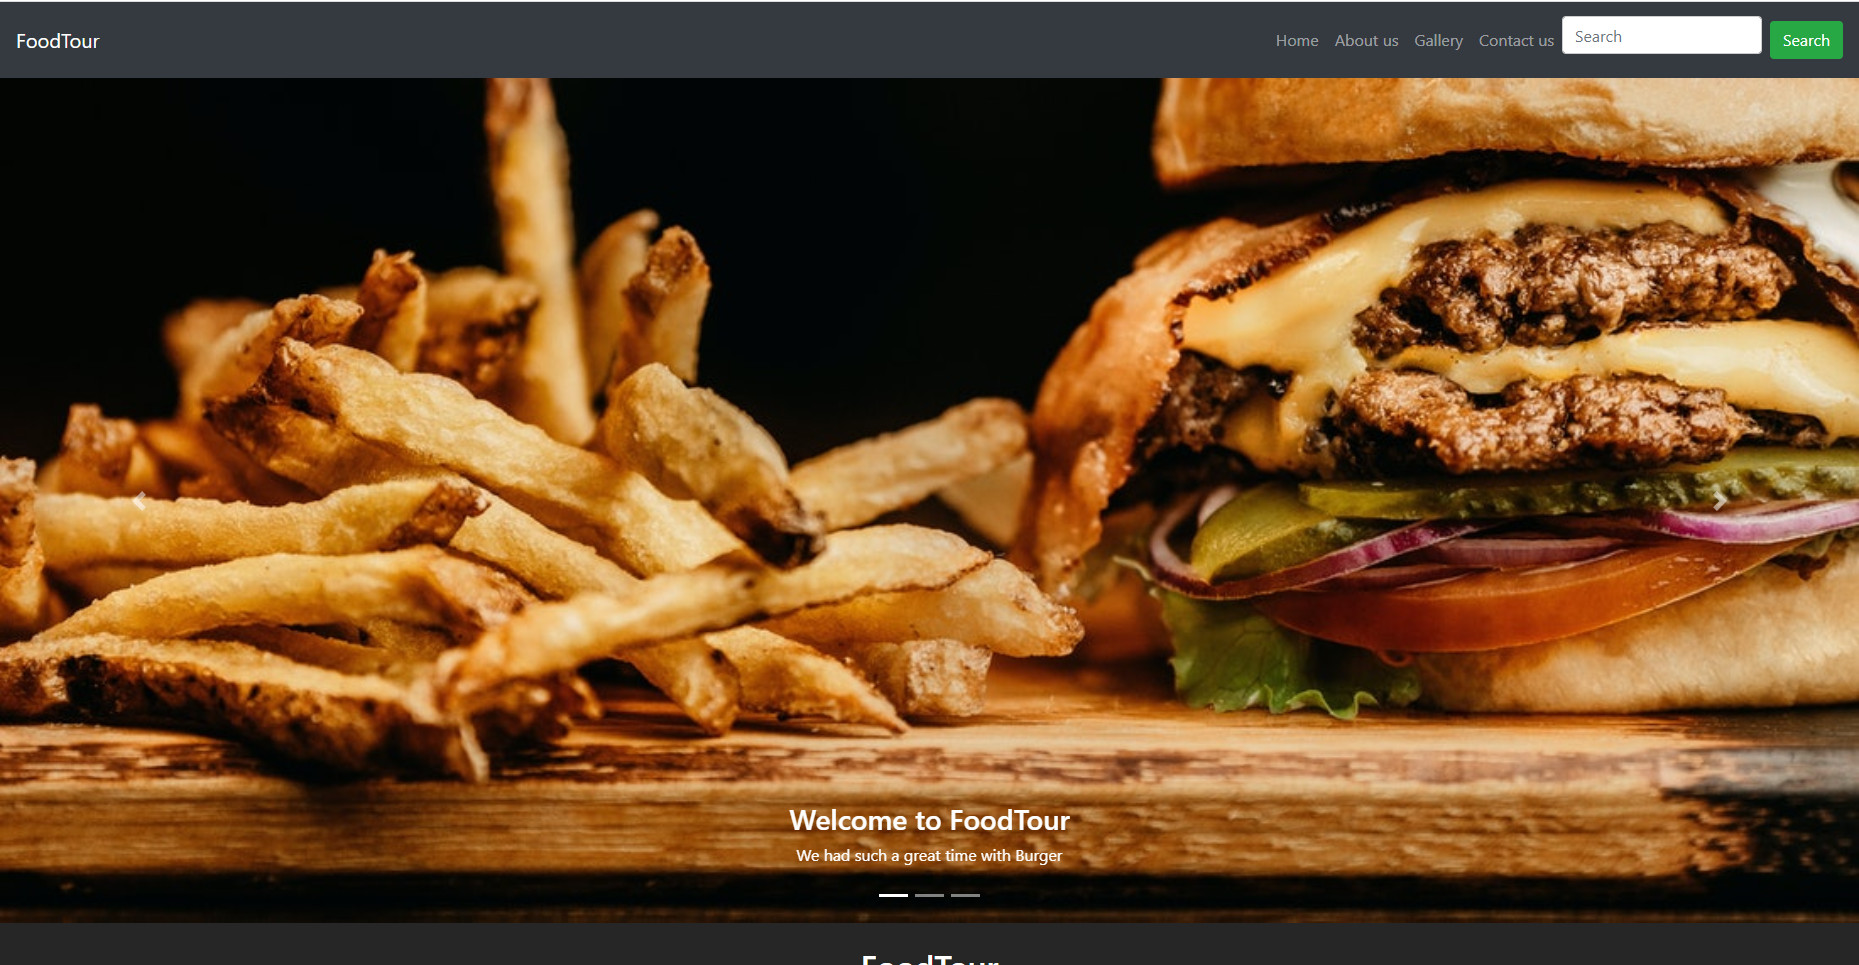 FoodTour
Home About us Gallery Contact us Search Search
Welcome to FoodTour
We had such a great time with Burger
FoodTour